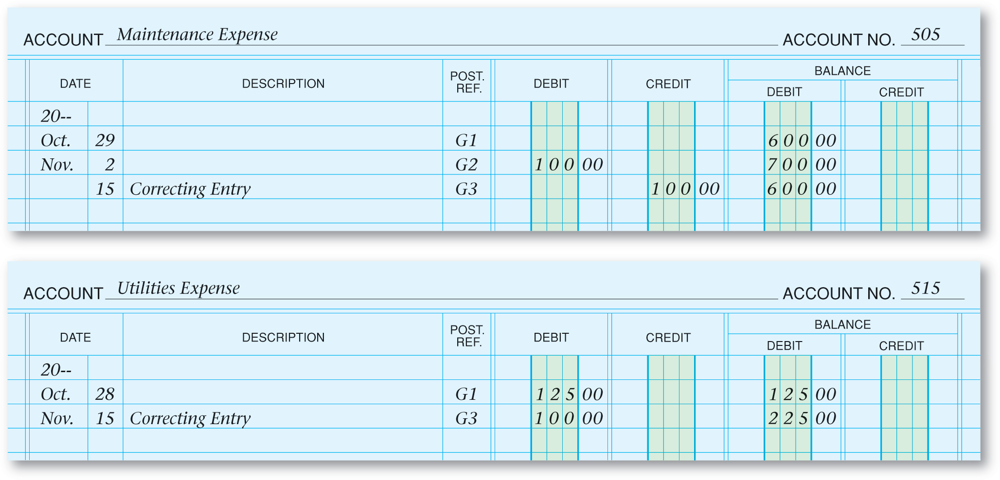 ACCOUNT Maintenance Expense ACCOUNT NO. 505
DATE DESCRIPTION POST. REF. DEBIT CREDIT BALANCE
DEBIT CREDIT
20--
Oct. 29 G1 600 00
Nov. 2 G2 100 00 700 00
15 Correcting Entry G3 100 00 600 00
ACCOUNT Utilities Expense ACCOUNT NO. 515
DATE DESCRIPTION POST. REF. DEBIT CREDIT BALANCE
DEBIT CREDIT
20--
Oct. 28 G1 125 00 125 00
Nov. 15 Correcting Entry G3 100 00 225 00